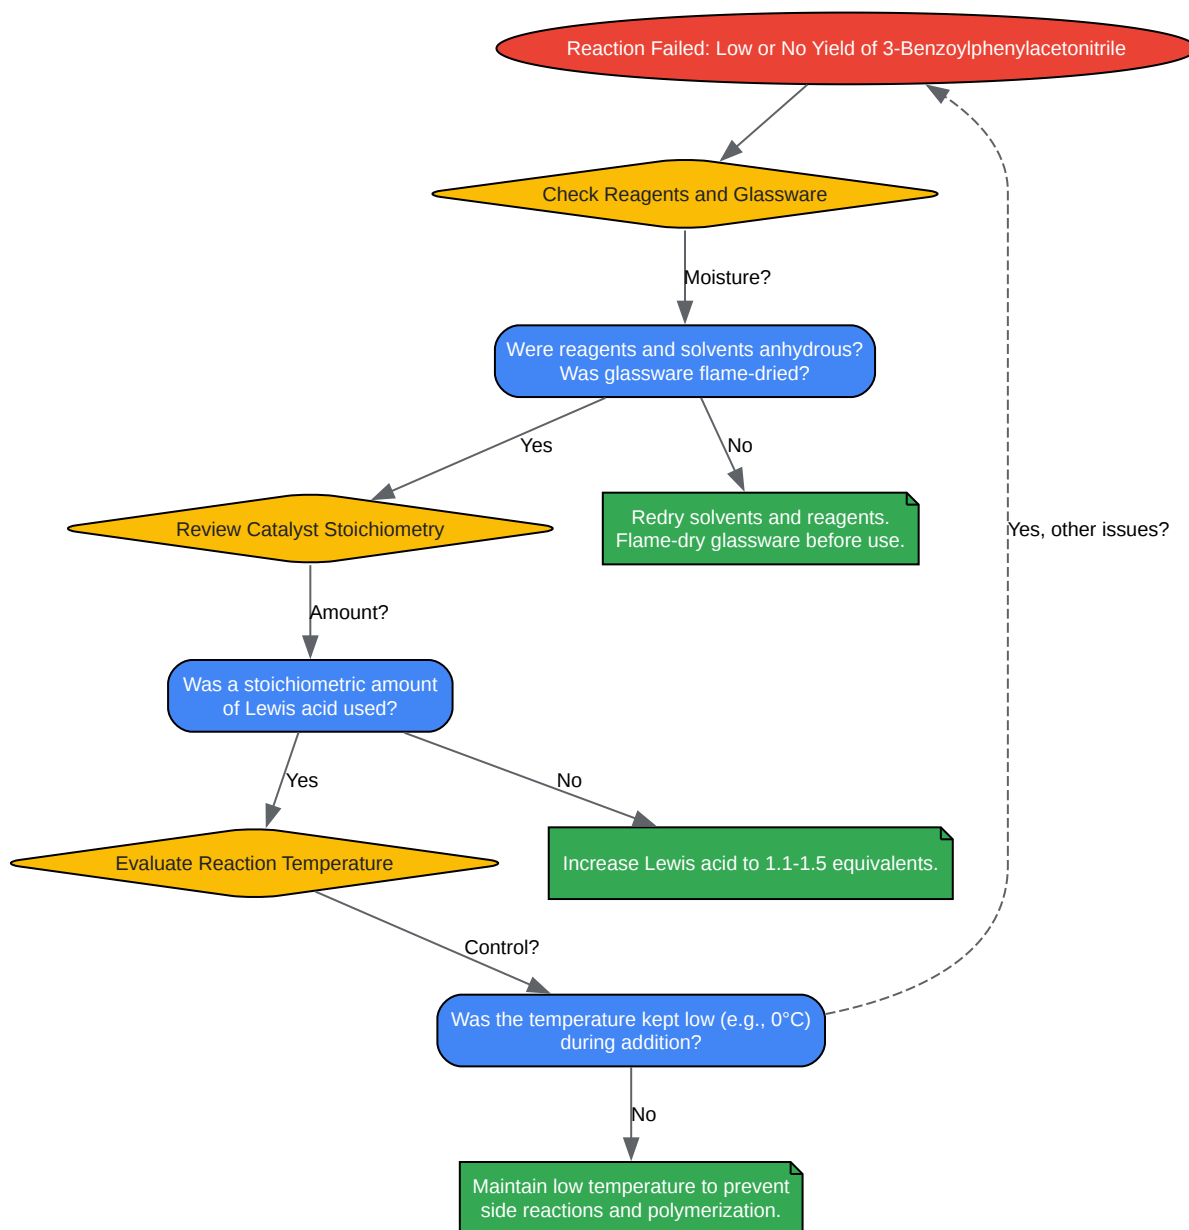 Reaction Failed: Low or No Yield of 3-Benzoylphenylacetonitrile
Check Reagents and Glassware
Moisture?
Were reagents and solvents anhydrous?
Was glassware flame-dried?
Yes
No
Review Catalyst Stoichiometry
Redry solvents and reagents.
Flame-dry glassware before use.
Yes, other issues?
Amount?
Was a stoichiometric amount
of Lewis acid used?
Yes
No
Evaluate Reaction Temperature
Increase Lewis acid to 1.1-1.5 equivalents.
Control?
Was the temperature kept low (e.g., 0°C)
during addition?
No
Maintain low temperature to prevent
side reactions and polymerization.